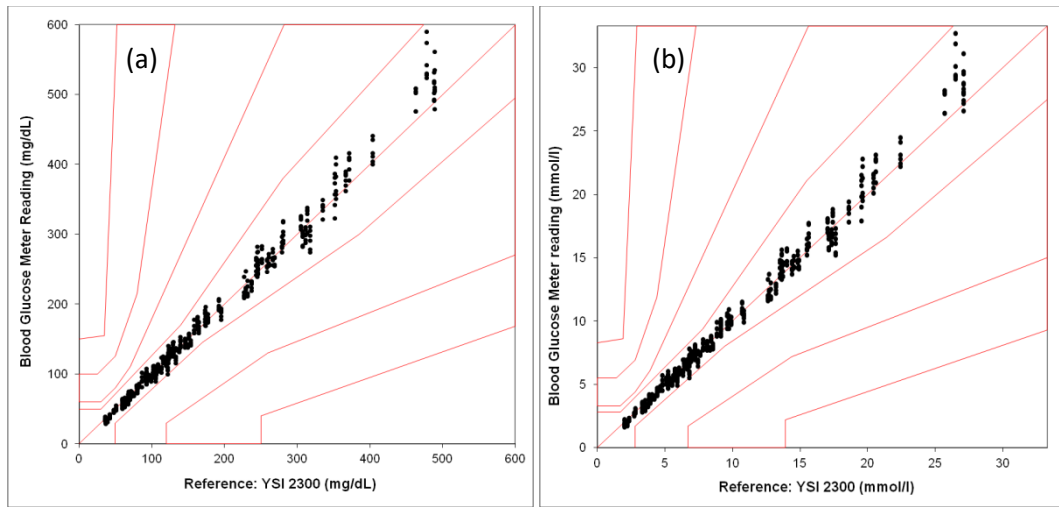 (a)
Blood Glucose Meter Reading (mg/dL)
600
500
400
300
200
100
0
0 100 200 300 400 500 600
Reference: YSI 2300 (mg/dL)
(b)
Blood Glucose Meter reading (mmol/l)
30
25
20
15
10
5
0
0 5 10 15 20 25 30
Reference: YSI 2300 (mmol/l)